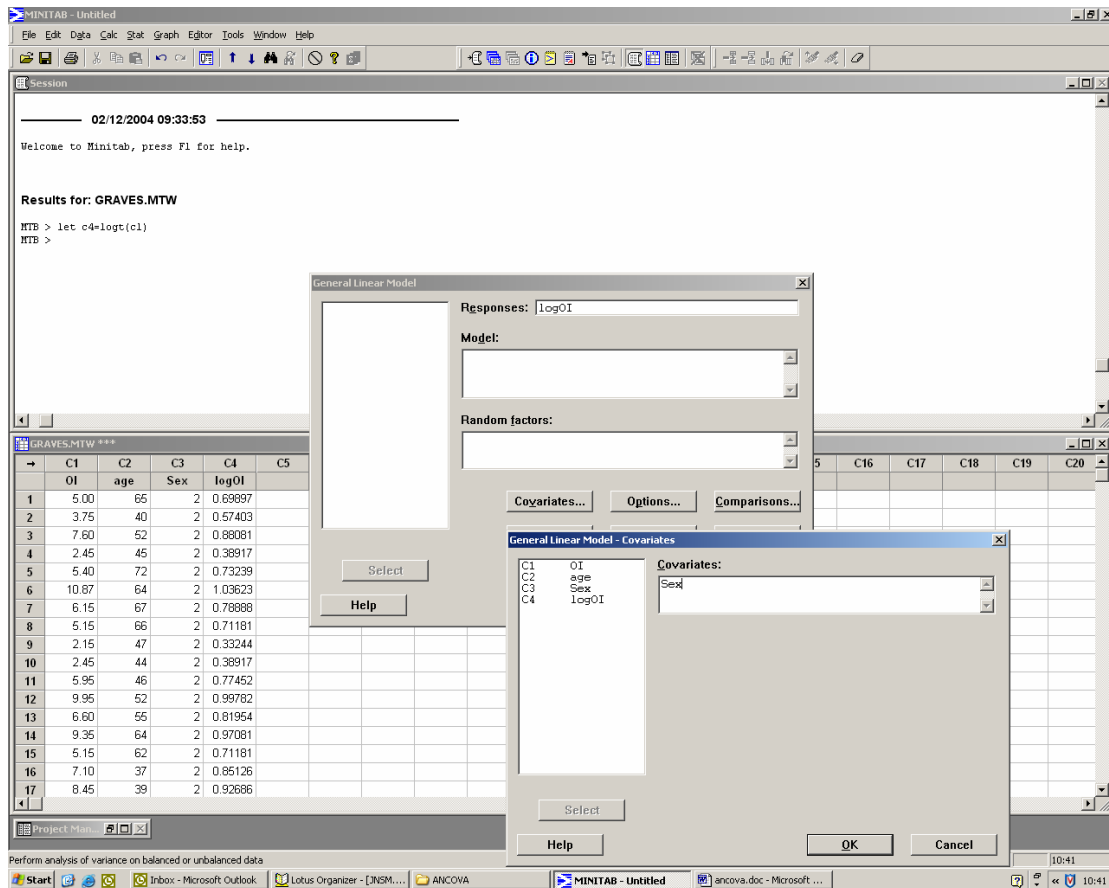 MINITAB - Untitled
File Edit Data Calc Stat Graph Editor Tools Window Help
Session
02/12/2004 09:33:53
Welcome to Minitab, press F1 for help.
Results for: GRAVES.MTW
MTB > let c4=logt(c1)
MTB >
General Linear Model
Responses: logOI
Model:
Random factors:
Covariates... Options... Comparisons...
Select
Help
General Linear Model - Covariates
C1 OI
C2 age
C3 Sex
C4 logOI
Covariates:
Sex
Select
Help OK Cancel
GRAVES.MTW ***
C1 C2 C3 C4 C5 5 C16 C17 C18 C19 C20
OI age Sex logOI
1 5.00 65 2 0.69897
2 3.75 40 2 0.57403
3 7.60 52 2 0.88081
4 2.45 45 2 0.38917
5 5.40 72 2 0.73239
6 10.87 64 2 1.03623
7 6.15 67 2 0.78888
8 5.15 66 2 0.71181
9 2.15 47 2 0.33244
10 2.45 44 2 0.38917
11 5.95 46 2 0.77452
12 9.95 52 2 0.99782
13 6.60 55 2 0.81954
14 9.35 64 2 0.97081
15 5.15 62 2 0.71181
16 7.10 37 2 0.85126
17 8.45 39 2 0.92686
Project Man...
Perform analysis of variance on balanced or unbalanced data
10:41
Start Inbox - Microsoft Outlook Lotus Organizer - [JNSM.... ANCOVA MINITAB - Untitled ancova.doc - Microsoft ... 10:41